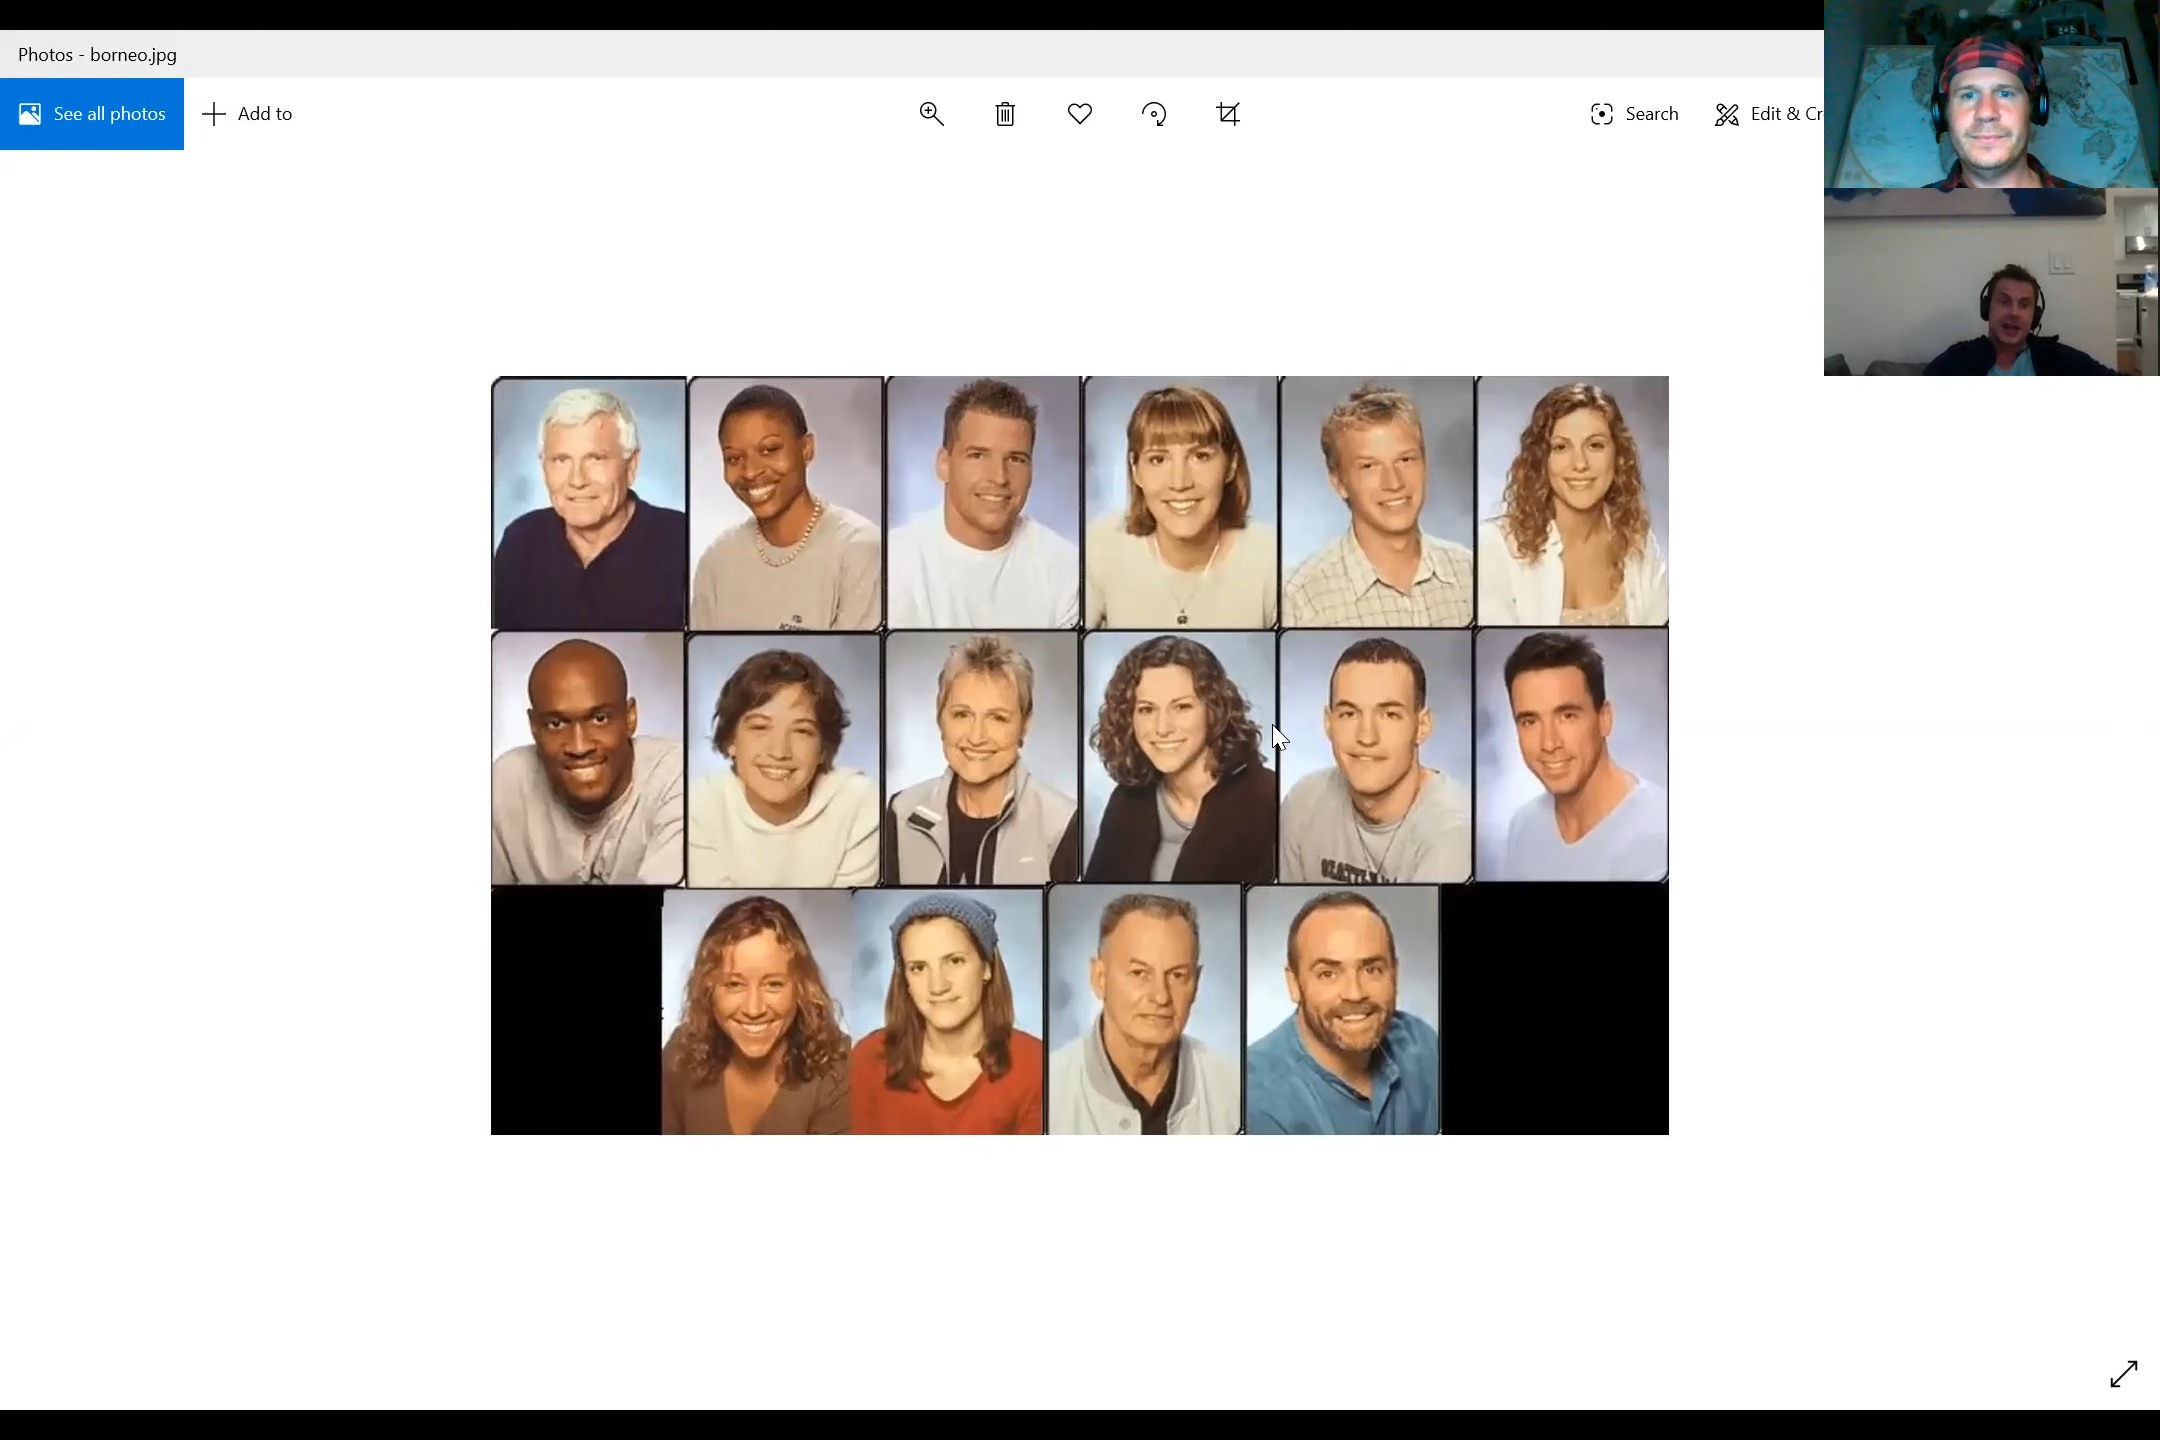 Photos - borneo.jpg
See all photos
Add to
Search
Edit & Cr